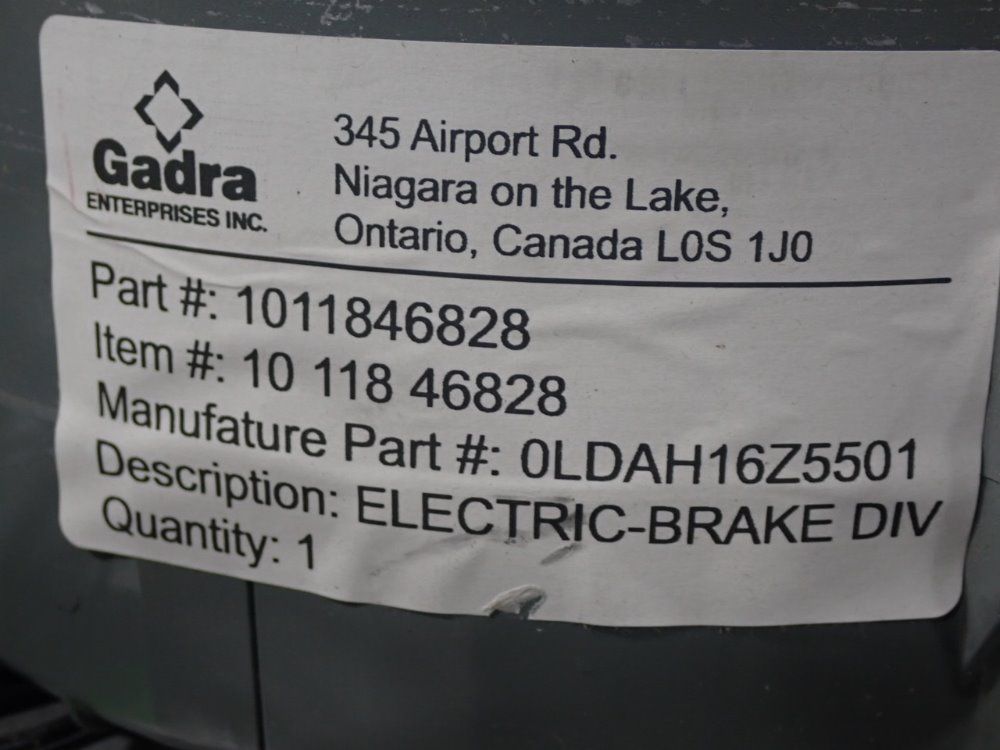 Gadra
ENTERPRISES INC.
345 Airport Rd.
Niagara on the Lake,
Ontario, Canada L0S 1J0
Part #: 1011846828
Item #: 10 118 46828
Manufature Part #: 0LDAH16Z5501
Description: ELECTRIC-BRAKE DIV
Quantity: 1